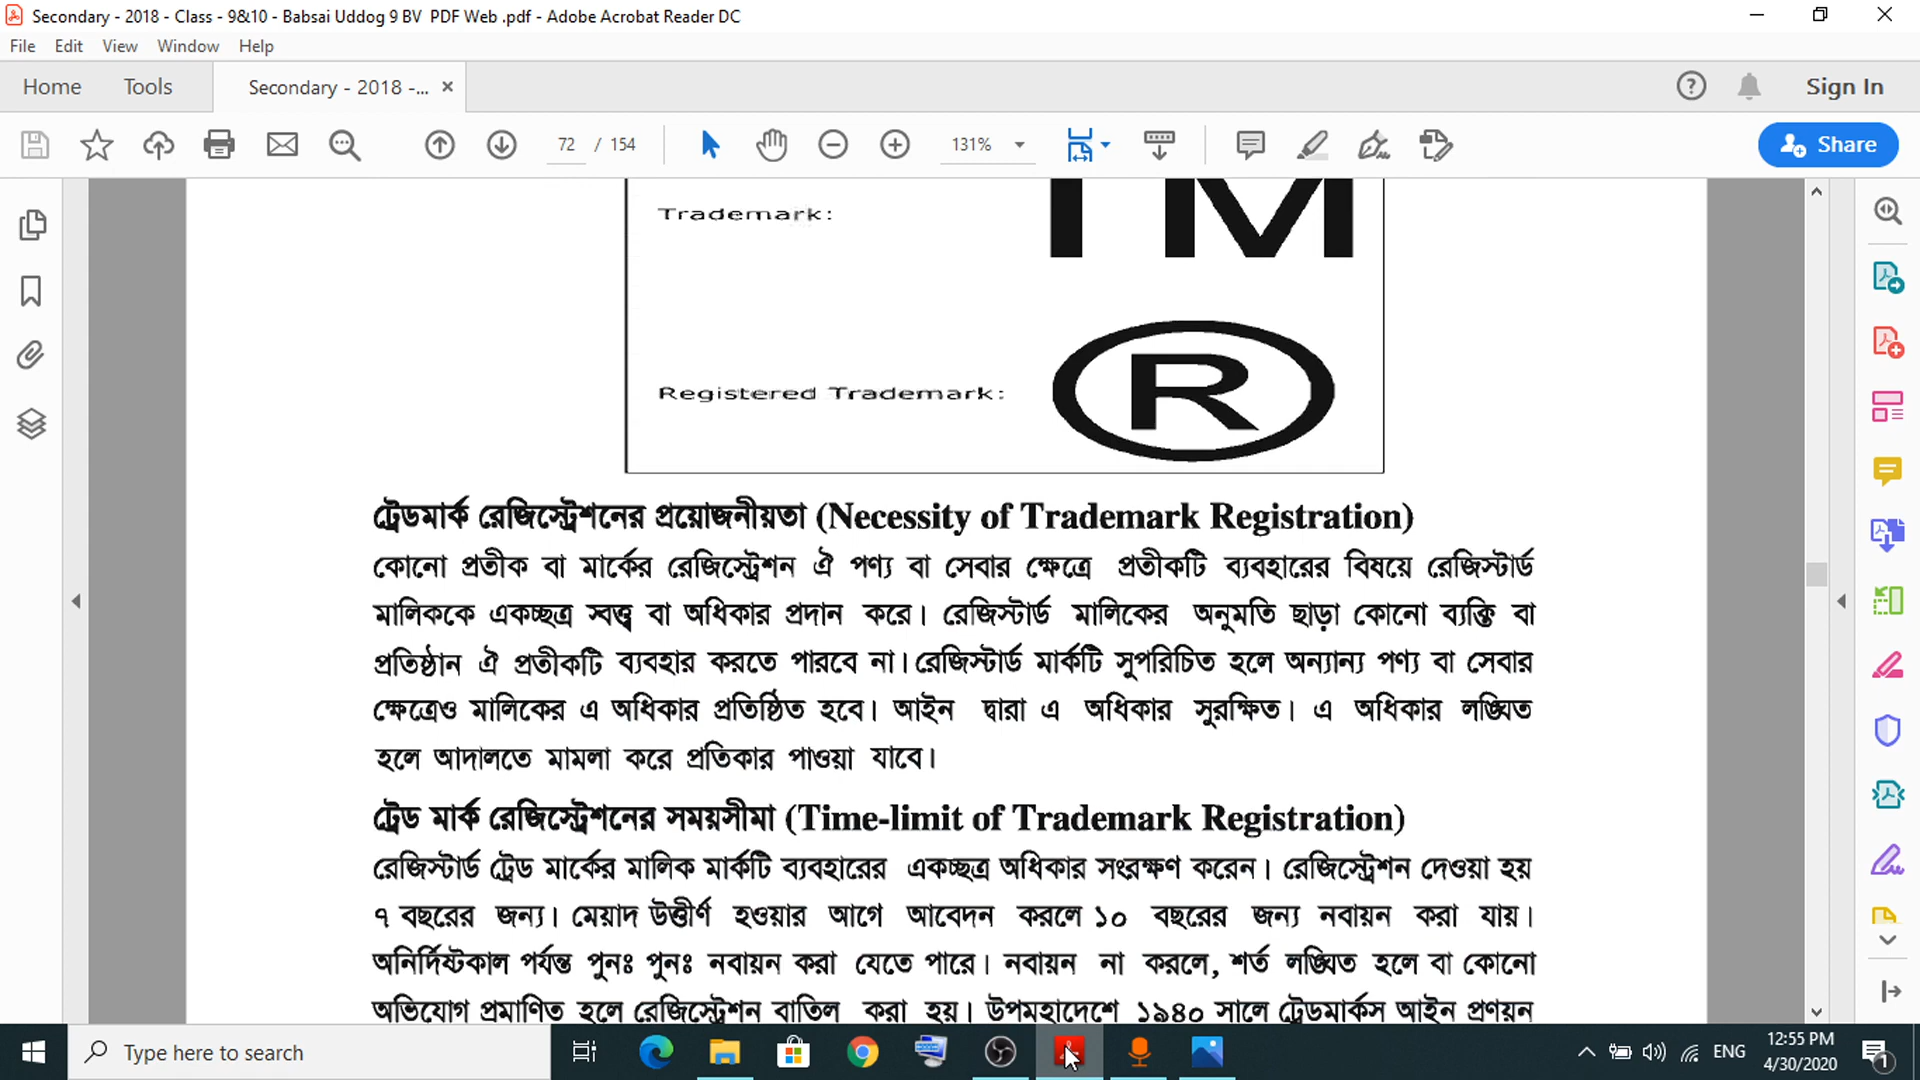 Secondary - 2018 - Class - 9&10 - Babsai Uddog 9 BV PDF Web .pdf - Adobe Acrobat Reader DC
File Edit View Window Help
Home Tools Secondary - 2018 -... × Sign In
72 / 154 131% Share
Trademark: TM
Registered Trademark: ®
ট্রেডমার্ক রেজিস্ট্রেশনের প্রয়োজনীয়তা (Necessity of Trademark Registration)
কোনো প্রতীক বা মার্কের রেজিস্ট্রেশন ঐ পণ্য বা সেবার ক্ষেত্রে প্রতীকটি ব্যবহারের বিষয়ে রেজিস্টার্ড
মালিককে একচ্ছত্র স্বত্ত্ব বা অধিকার প্রদান করে। রেজিস্টার্ড মালিকের অনুমতি ছাড়া কোনো ব্যক্তি বা
প্রতিষ্ঠান ঐ প্রতীকটি ব্যবহার করতে পারবে না। রেজিস্টার্ড মার্কটি সুপরিচিত হলে অন্যান্য পণ্য বা সেবার
ক্ষেত্রেও মালিকের এ অধিকার প্রতিষ্ঠিত হবে। আইন দ্বারা এ অধিকার সুরক্ষিত। এ অধিকার লঙ্ঘিত
হলে আদালতে মামলা করে প্রতিকার পাওয়া যাবে।
ট্রেড মার্ক রেজিস্ট্রেশনের সময়সীমা (Time-limit of Trademark Registration)
রেজিস্টার্ড ট্রেড মার্কের মালিক মার্কটি ব্যবহারের একচ্ছত্র অধিকার সংরক্ষণ করেন। রেজিস্ট্রেশন দেওয়া হয়
৭ বছরের জন্য। মেয়াদ উত্তীর্ণ হওয়ার আগে আবেদন করলে ১০ বছরের জন্য নবায়ন করা যায়।
অনির্দিষ্টকাল পর্যন্ত পুনঃ পুনঃ নবায়ন করা যেতে পারে। নবায়ন না করলে, শর্ত লঙ্ঘিত হলে বা কোনো
অভিযোগ প্রমাণিত হলে রেজিস্ট্রেশন বাতিল করা হয়। উপমহাদেশে ১৯৪০ সালে ট্রেডমার্কস আইন প্রণয়ন
Type here to search ENG 12:55 PM
4/30/2020 1